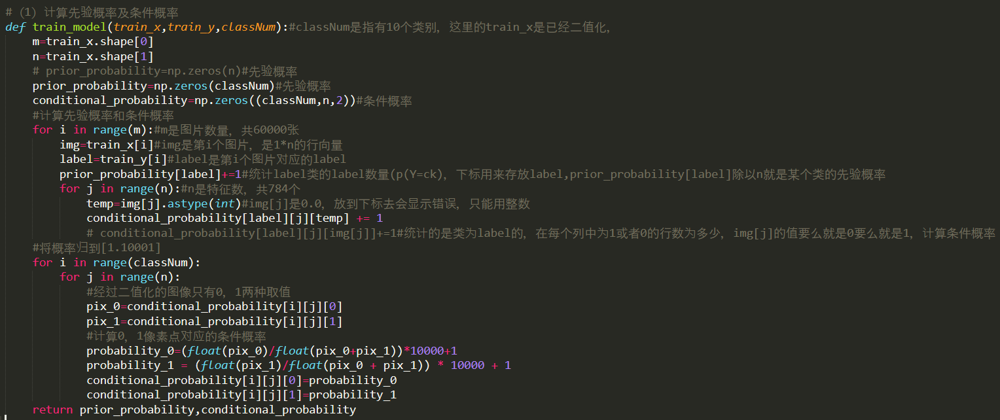 # （1）计算先验概率及条件概率
def train_model(train_x,train_y,classNum):#classNum是指有10个类别，这里的train_x是已经二值化，
    m=train_x.shape[0]
    n=train_x.shape[1]
    # prior_probability=np.zeros(n)#先验概率
    prior_probability=np.zeros(classNum)#先验概率
    conditional_probability=np.zeros((classNum,n,2))#条件概率
    #计算先验概率和条件概率
    for i in range(m):#m是图片数量，共60000张
        img=train_x[i]#img是第i个图片，是1*n的行向量
        label=train_y[i]#label是第i个图片对应的label
        prior_probability[label]+=1#统计label类的label数量(p(Y=ck)，下标用来存放label,prior_probability[label]除以n就是某个类的先验概率
        for j in range(n):#n是特征数，共784个
            temp=img[j].astype(int)#img[j]是0.0，放到下标去会显示错误，只能用整数
            conditional_probability[label][j][temp] += 1
            # conditional_probability[label][j][img[j]]+=1#统计的是类为label的，在每个列中为1或者0的行数为多少，img[j]的值要么就是0要么就是1，计算条件概率
    #将概率归到[1.10001]
    for i in range(classNum):
        for j in range(n):
            #经过二值化的图像只有0，1两种取值
            pix_0=conditional_probability[i][j][0]
            pix_1=conditional_probability[i][j][1]
            #计算0，1像素点对应的条件概率
            probability_0=(float(pix_0)/float(pix_0+pix_1))*10000+1
            probability_1 = (float(pix_1)/float(pix_0 + pix_1)) * 10000 + 1
            conditional_probability[i][j][0]=probability_0
            conditional_probability[i][j][1]=probability_1
    return prior_probability,conditional_probability